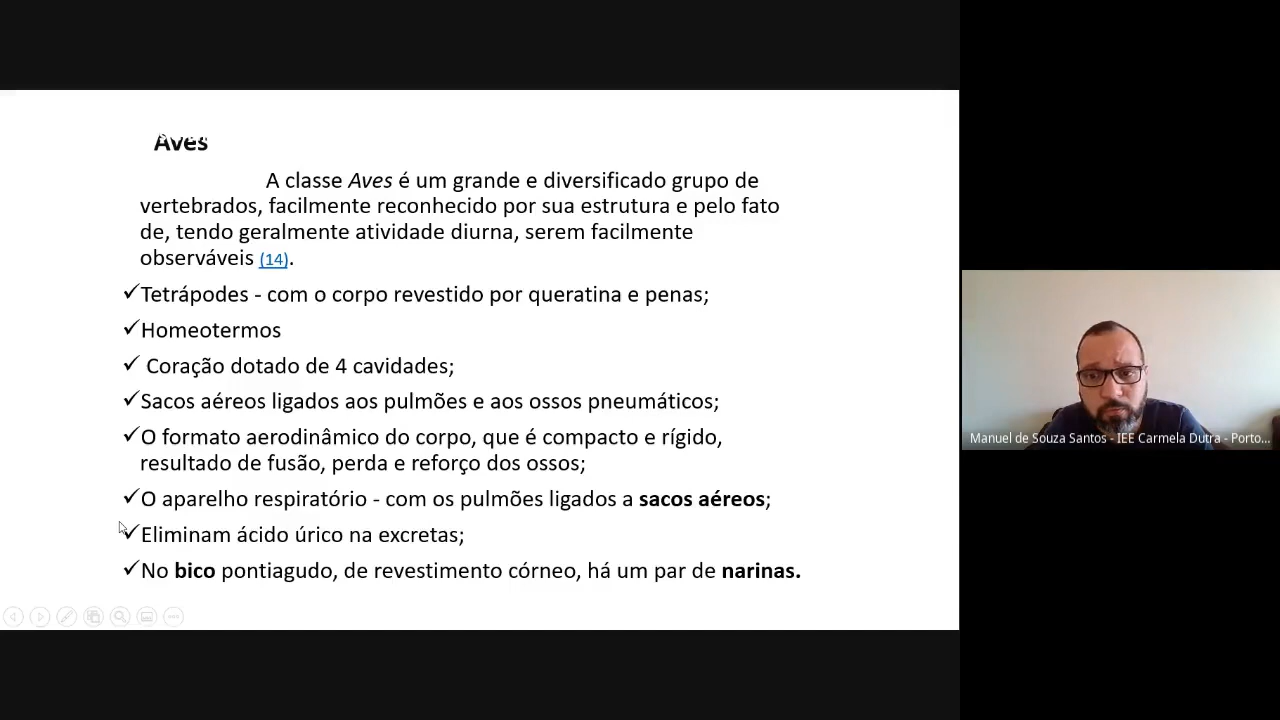 Aves
A classe Aves é um grande e diversificado grupo de
vertebrados, facilmente reconhecido por sua estrutura e pelo fato
de, tendo geralmente atividade diurna, serem facilmente
observáveis (14).
✓Tetrápodes - com o corpo revestido por queratina e penas;
✓Homeotermos
✓ Coração dotado de 4 cavidades;
✓Sacos aéreos ligados aos pulmões e aos ossos pneumáticos;
✓O formato aerodinâmico do corpo, que é compacto e rígido,
resultado de fusão, perda e reforço dos ossos;
✓O aparelho respiratório - com os pulmões ligados a sacos aéreos;
✓Eliminam ácido úrico na excretas;
✓No bico pontiagudo, de revestimento córneo, há um par de narinas.
Manuel de Souza Santos - IEE Carmela Dutra - Porto...